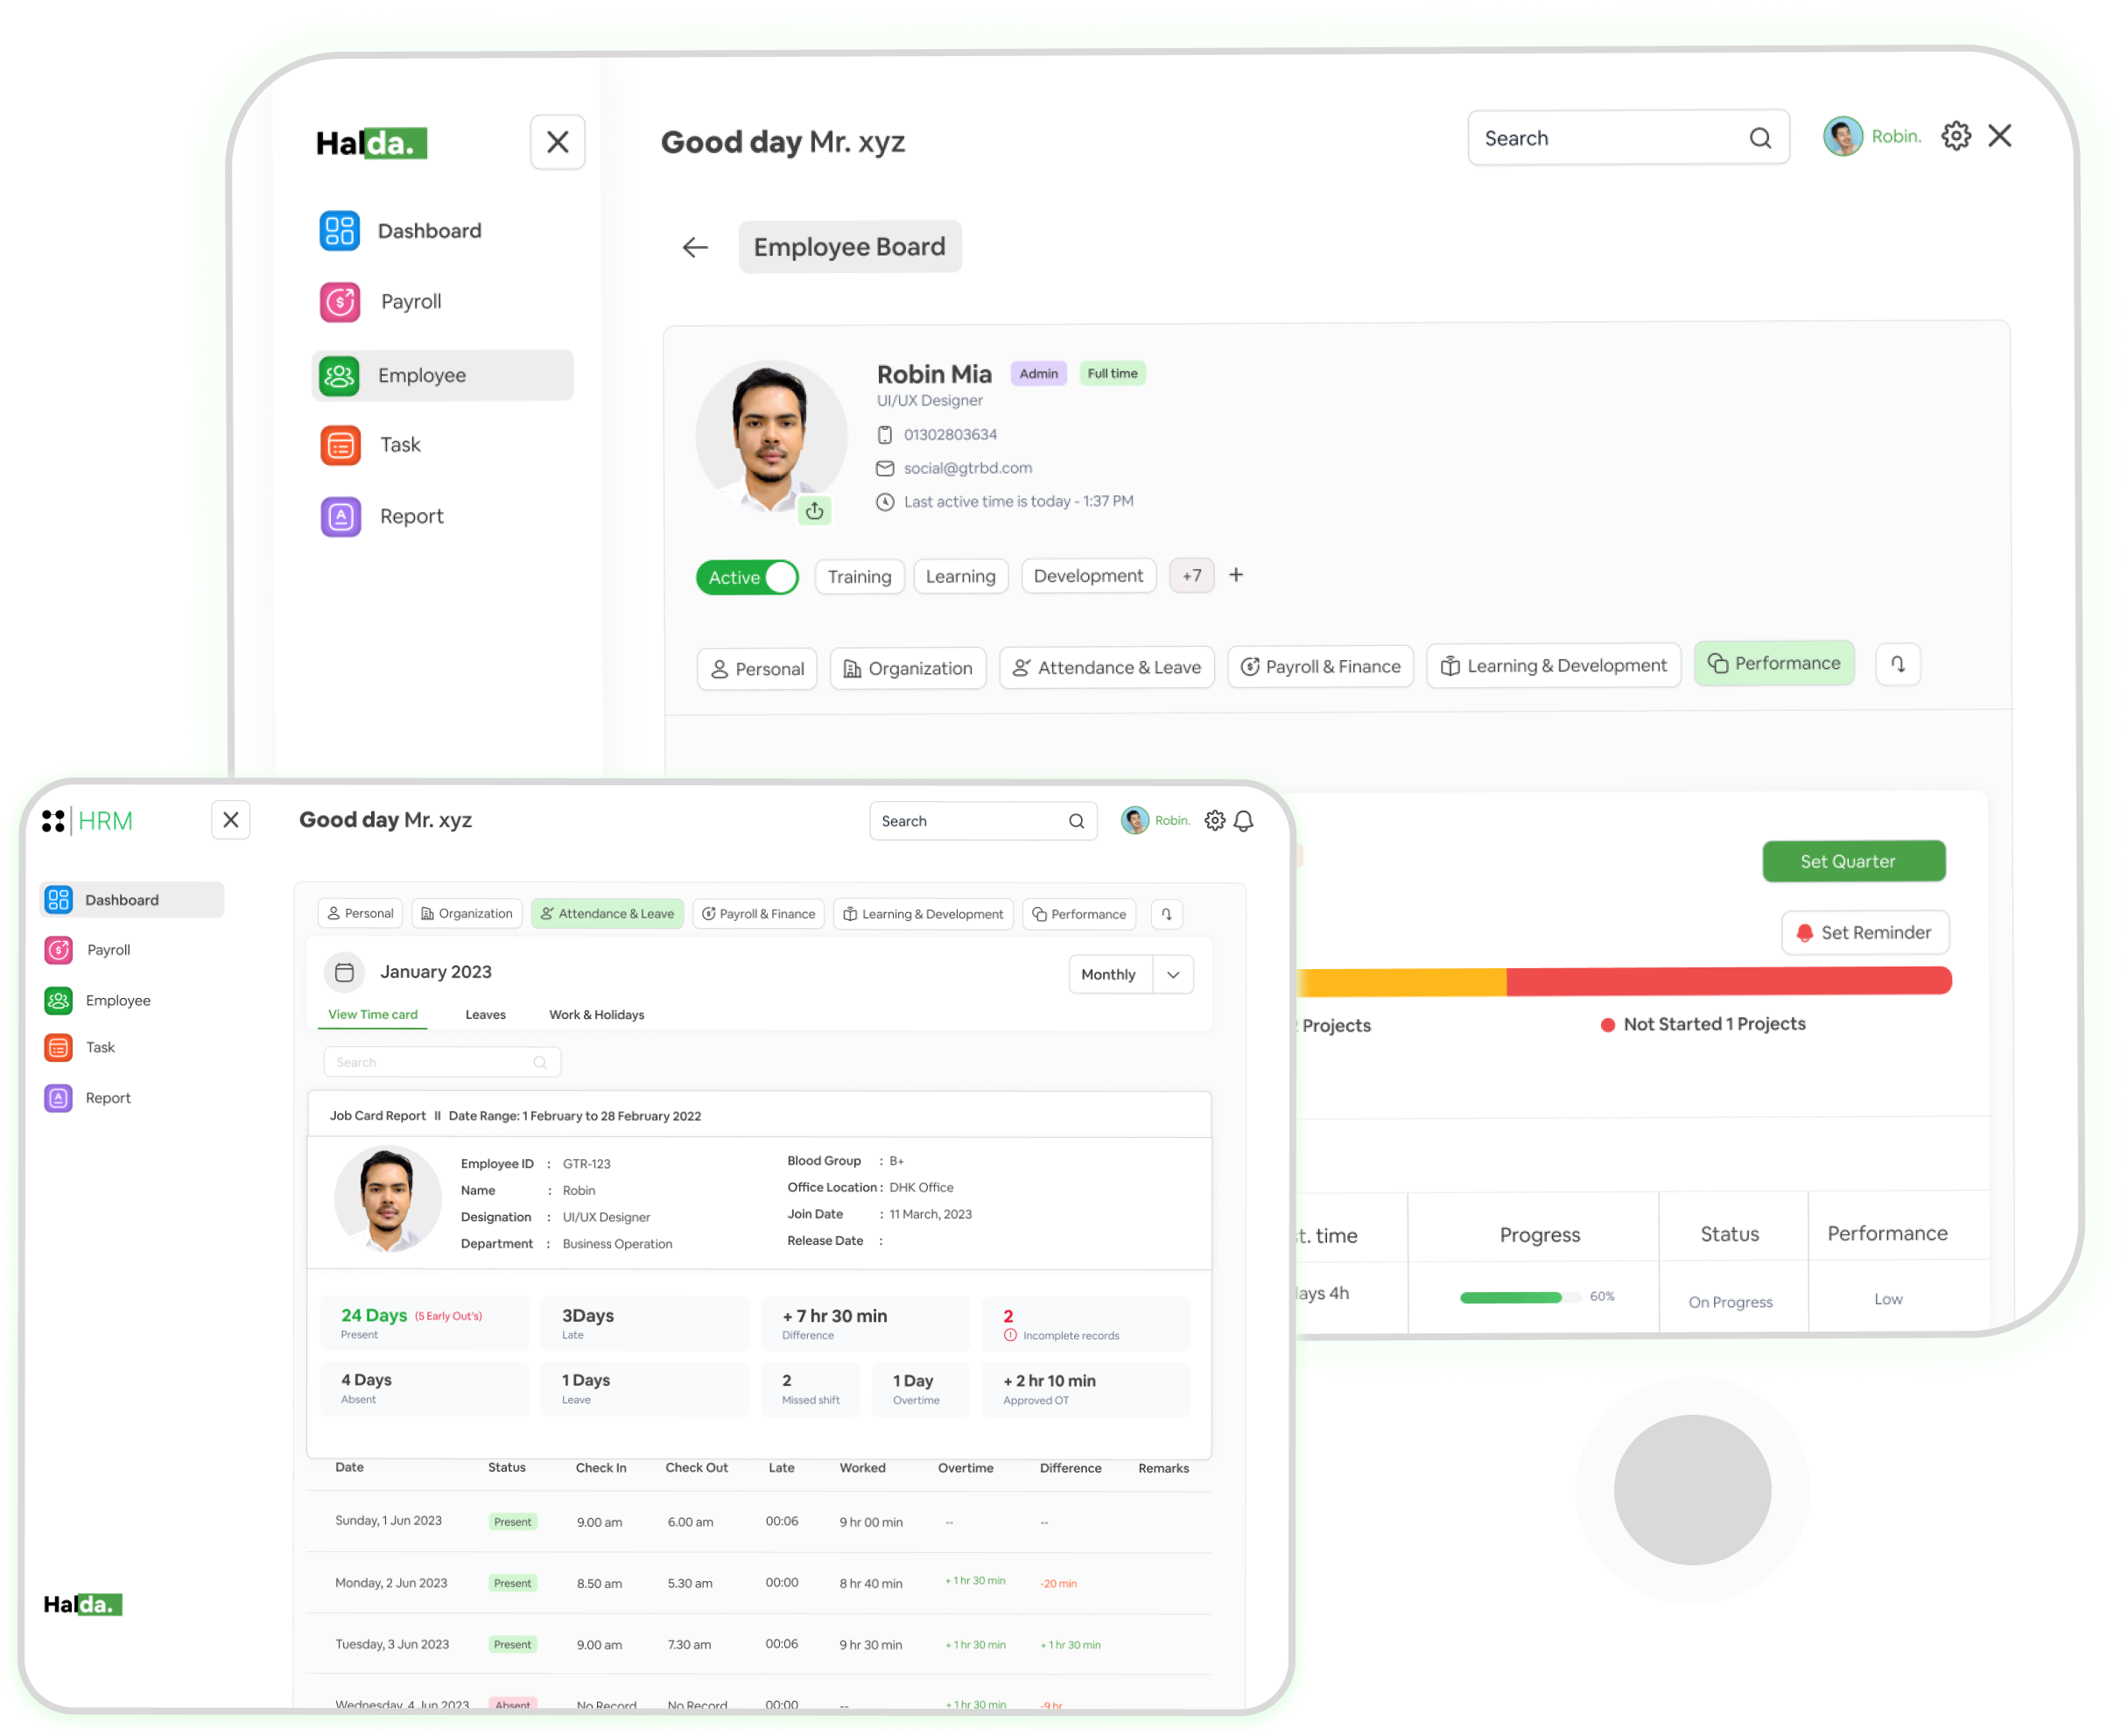 Halda.
Good day Mr. xyz
Search
Robin.
Dashboard
Payroll
Employee
Task
Report
Employee Board
Robin Mia Admin Full time
UI/UX Designer
01302803634
social@gtrbd.com
Last active time is today - 1:37 PM
Active Training Learning Development +7 +
Personal Organization Attendance & Leave Payroll & Finance Learning & Development Performance
Set Quarter
Set Reminder
Projects
Not Started 1 Projects
time Progress Status Performance
4h 60% On Progress Low
HRM
Good day Mr. xyz
Search
Robin.
Dashboard
Payroll
Employee
Task
Report
Halda.
Personal Organization Attendance & Leave Payroll & Finance Learning & Development Performance
January 2023
Monthly
View Time card Leaves Work & Holidays
Search
Job Card Report II Date Range: 1 February to 28 February 2022
Employee ID : GTR-123
Name : Robin
Designation : UI/UX Designer
Department : Business Operation
Blood Group : B+
Office Location : DHK Office
Join Date : 11 March, 2023
Release Date :
24 Days (5 Early Out's)
Present
3Days
Late
+ 7 hr 30 min
Difference
2
Incomplete records
4 Days
Absent
1 Days
Leave
2
Missed shift
1 Day
Overtime
+ 2 hr 10 min
Approved OT
Date Status Check In Check Out Late Worked Overtime Difference Remarks
Sunday, 1 Jun 2023 Present 9.00 am 6.00 am 00:06 9 hr 00 min -- --
Monday, 2 Jun 2023 Present 8.50 am 5.30 am 00:00 8 hr 40 min + 1 hr 30 min -20 min
Tuesday, 3 Jun 2023 Present 9.00 am 7.30 am 00:06 9 hr 30 min + 1 hr 30 min + 1 hr 30 min
Wednesday, 4 Jun 2023 Absent No Record No Record 00:00 -- + 1 hr 30 min -9 hr